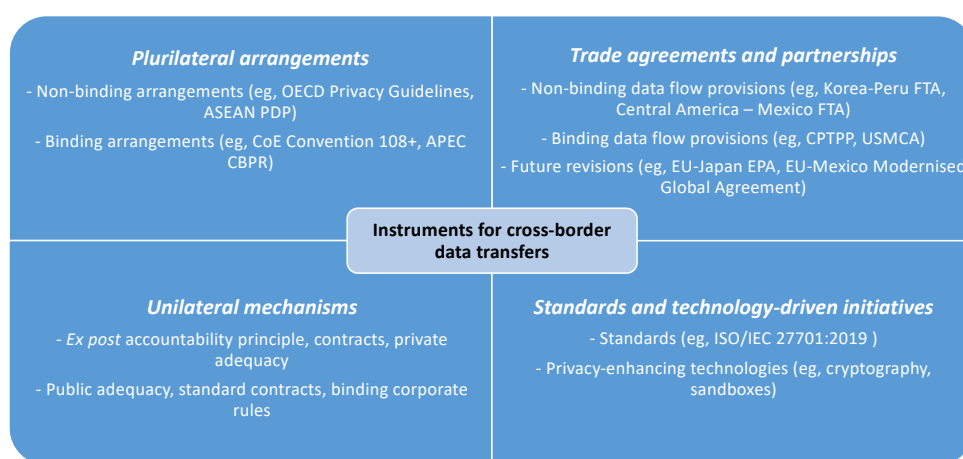 Plurilateral arrangements
- Non-binding arrangements (eg, OECD Privacy Guidelines,
ASEAN PDP)
- Binding arrangements (eg, CoE Convention 108+, APEC
CBPR)
Trade agreements and partnerships
- Non-binding data flow provisions (eg, Korea-Peru FTA,
Central America – Mexico FTA)
- Binding data flow provisions (eg, CPTPP, USMCA)
- Future revisions (eg, EU-Japan EPA, EU-Mexico Modernised
Global Agreement)
Instruments for cross-border
data transfers
Unilateral mechanisms
- Ex post accountability principle, contracts, private
adequacy
- Public adequacy, standard contracts, binding corporate
rules
Standards and technology-driven initiatives
- Standards (eg, ISO/IEC 27701:2019 )
- Privacy-enhancing technologies (eg, cryptography,
sandboxes)